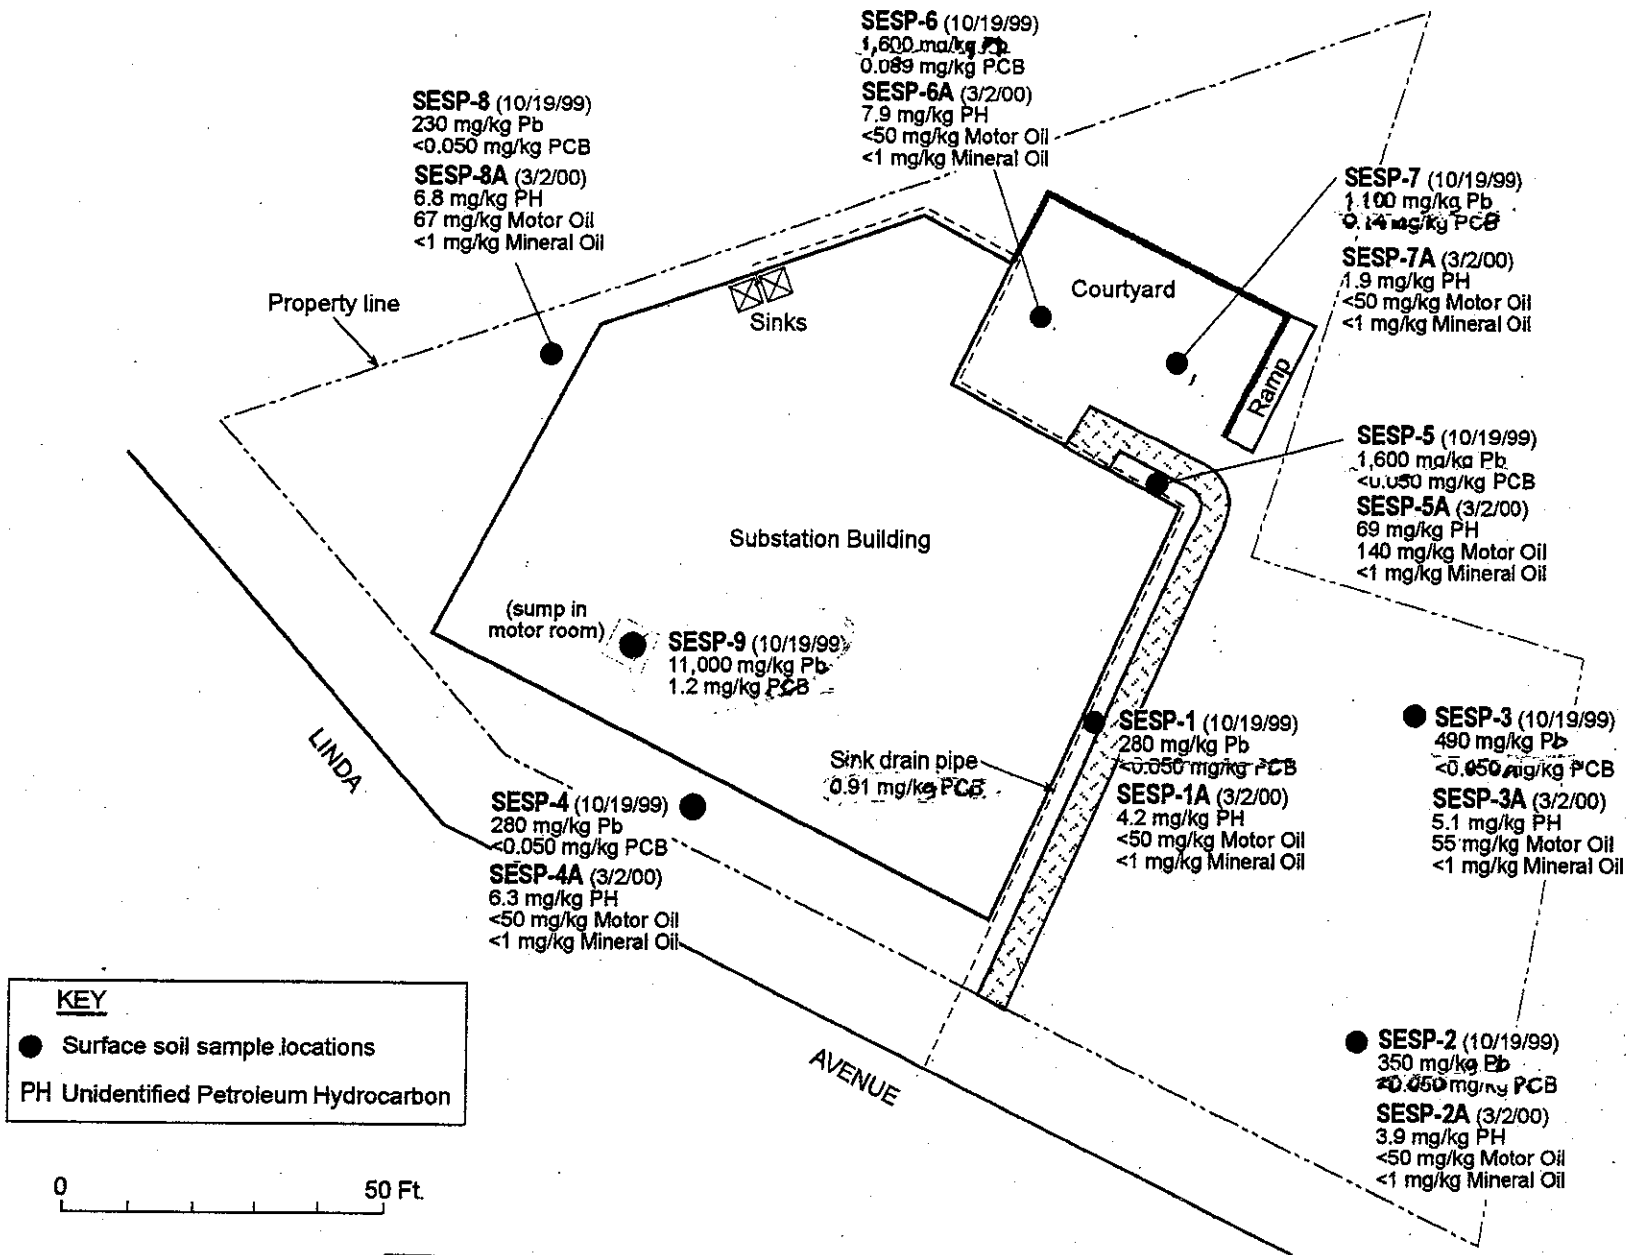 SESP-6 (10/19/99)
1,600 mg/kg Pb
0.089 mg/kg PCB
SESP-6A (3/2/00)
7.9 mg/kg PH
<50 mg/kg Motor Oil
<1 mg/kg Mineral Oil
SESP-8 (10/19/99)
230 mg/kg Pb
<0.050 mg/kg PCB
SESP-8A (3/2/00)
6.8 mg/kg PH
67 mg/kg Motor Oil
<1 mg/kg Mineral Oil
SESP-7 (10/19/99)
1,100 mg/kg Pb
0.14 mg/kg PCB
SESP-7A (3/2/00)
1.9 mg/kg PH
<50 mg/kg Motor Oil
<1 mg/kg Mineral Oil
Property line
Sinks
Courtyard
Ramp
SESP-5 (10/19/99)
1,600 mg/kg Pb
<0.050 mg/kg PCB
SESP-5A (3/2/00)
69 mg/kg PH
140 mg/kg Motor Oil
<1 mg/kg Mineral Oil
Substation Building
(sump in
motor room)
SESP-9 (10/19/99)
11,000 mg/kg Pb
1.2 mg/kg PCB
Sink drain pipe
0.91 mg/kg PCB
SESP-1 (10/19/99)
280 mg/kg Pb
<0.050 mg/kg PCB
SESP-1A (3/2/00)
4.2 mg/kg PH
<50 mg/kg Motor Oil
<1 mg/kg Mineral Oil
SESP-3 (10/19/99)
490 mg/kg Pb
<0.050 mg/kg PCB
SESP-3A (3/2/00)
5.1 mg/kg PH
55 mg/kg Motor Oil
<1 mg/kg Mineral Oil
LINDA
SESP-4 (10/19/99)
280 mg/kg Pb
<0.050 mg/kg PCB
SESP-4A (3/2/00)
6.3 mg/kg PH
<50 mg/kg Motor Oil
<1 mg/kg Mineral Oil
AVENUE
SESP-2 (10/19/99)
350 mg/kg Pb
<0.050 mg/kg PCB
SESP-2A (3/2/00)
3.9 mg/kg PH
<50 mg/kg Motor Oil
<1 mg/kg Mineral Oil
KEY
Surface soil sample locations
PH Unidentified Petroleum Hydrocarbon
0 50 Ft.